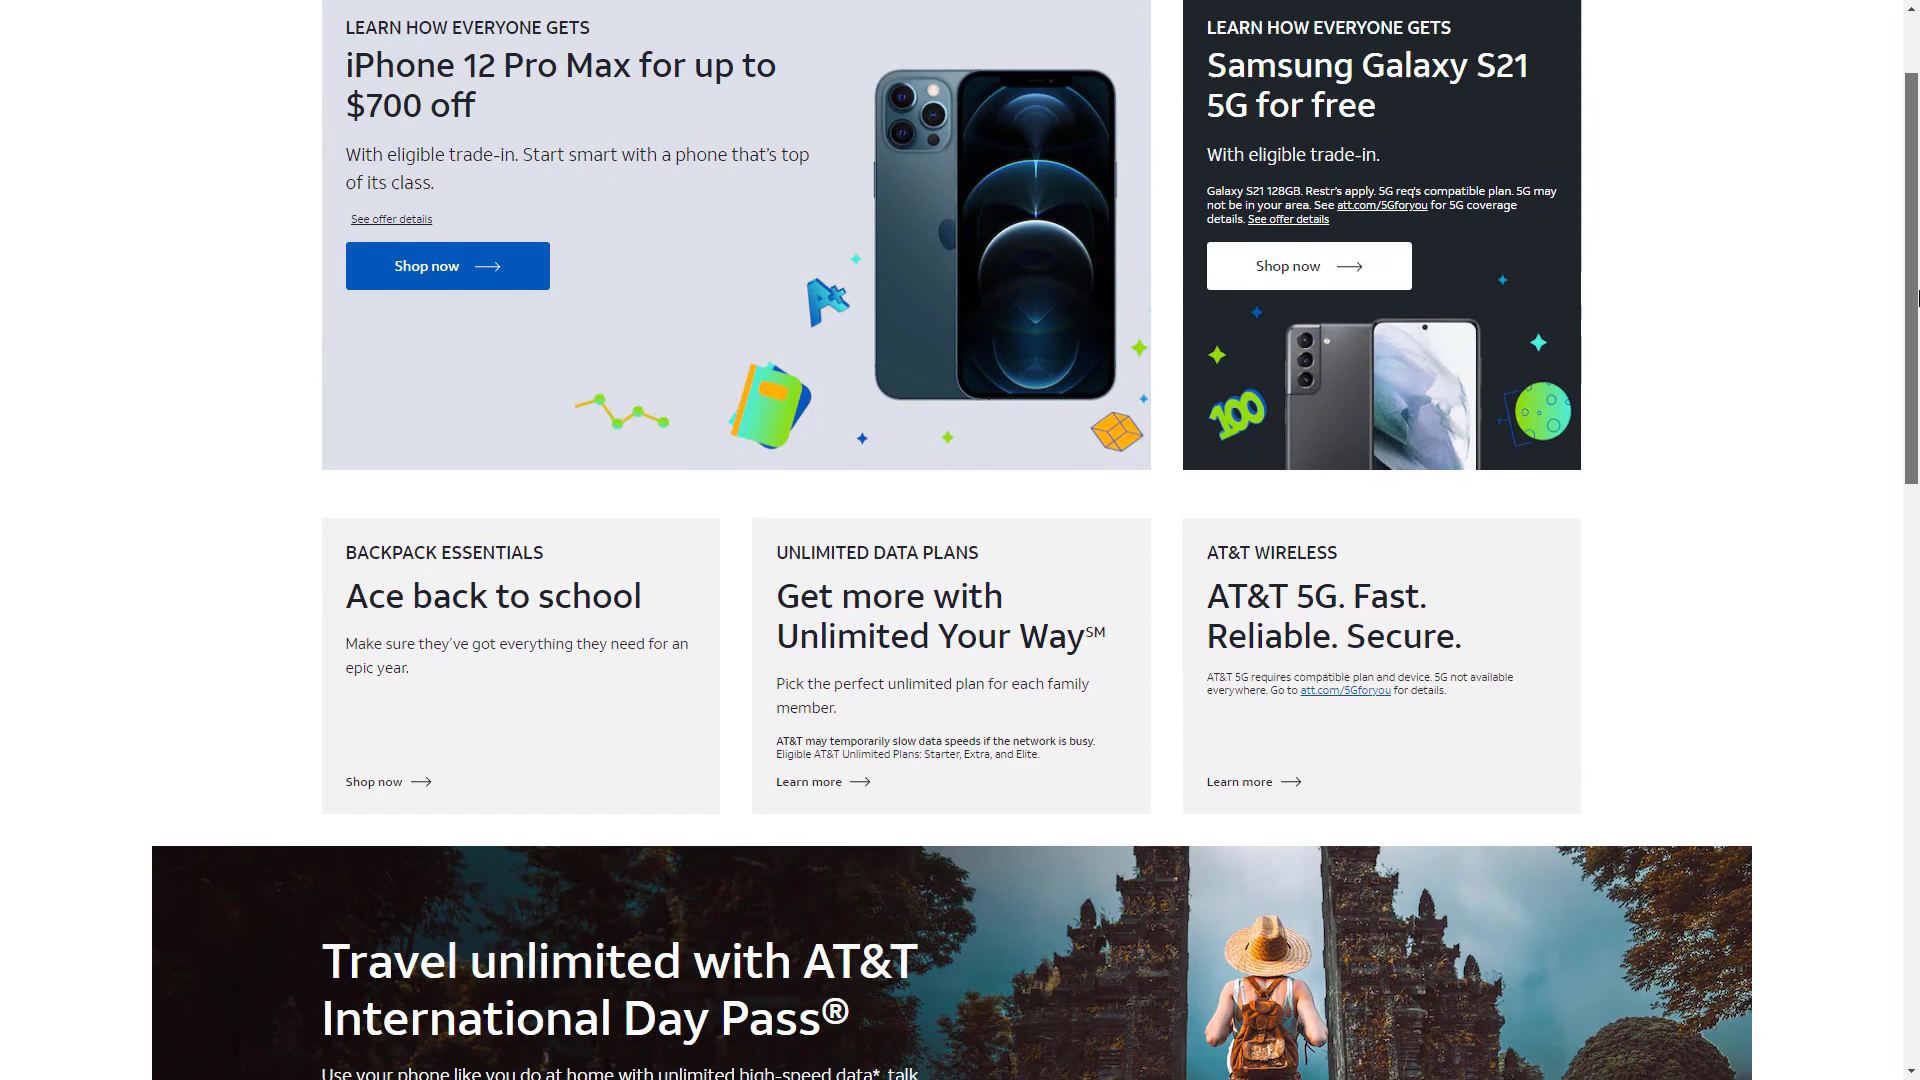 LEARN HOW EVERYONE GETS
iPhone 12 Pro Max for up to
$700 off
With eligible trade-in. Start smart with a phone that’s top
of its class.
See offer details
Shop now
LEARN HOW EVERYONE GETS
Samsung Galaxy S21
5G for free
With eligible trade-in.
Galaxy S21 128GB. Restr's apply. 5G req's compatible plan. 5G may
not be in your area. See att.com/5Gforyou for 5G coverage
details. See offer details
Shop now
A+
100
BACKPACK ESSENTIALS
Ace back to school
Make sure they’ve got everything they need for an
epic year.
Shop now
UNLIMITED DATA PLANS
Get more with
Unlimited Your Way℠
Pick the perfect unlimited plan for each family
member.
AT&T may temporarily slow data speeds if the network is busy.
Eligible AT&T Unlimited Plans: Starter, Extra, and Elite.
Learn more
AT&T WIRELESS
AT&T 5G. Fast.
Reliable. Secure.
AT&T 5G requires compatible plan and device. 5G not available
everywhere. Go to att.com/5Gforyou for details.
Learn more
Travel unlimited with AT&T
International Day Pass®
Use your phone like you do at home with unlimited high-speed data*, talk